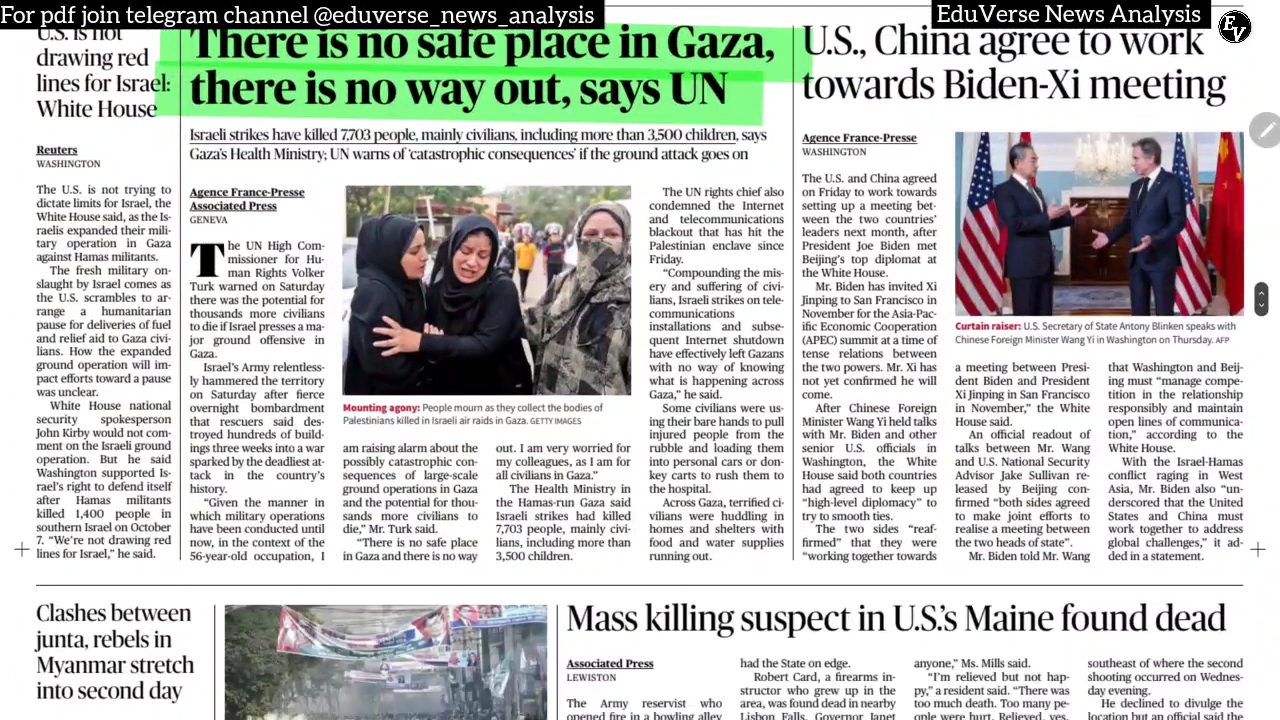 For pdf join telegram channel @eduverse_news_analysis
EduVerse News Analysis
EV
U.S. is not
drawing red
lines for Israel:
White House
Reuters
WASHINGTON
The U.S. is not trying to
dictate limits for Israel, the
White House said, as the Is-
raelis expanded their mili-
tary operation in Gaza
against Hamas militants.
The fresh military on-
slaught by Israel comes as
the U.S. scrambles to ar-
range a humanitarian
pause for deliveries of fuel
and relief aid to Gaza civi-
lians. How the expanded
ground operation will im-
pact efforts toward a pause
was unclear.
White House national
security spokesperson
John Kirby would not com-
ment on the Israeli ground
operation. But he said
Washington supported Is-
rael's right to defend itself
after Hamas militants
killed 1,400 people in
southern Israel on October
7. “We're not drawing red
lines for Israel,” he said.
There is no safe place in Gaza,
there is no way out, says UN
Israeli strikes have killed 7,703 people, mainly civilians, including more than 3,500 children, says
Gaza's Health Ministry; UN warns of ‘catastrophic consequences’ if the ground attack goes on
Agence France-Presse
Associated Press
GENEVA
The UN High Com-
missioner for Hu-
man Rights Volker
Turk warned on Saturday
there was the potential for
thousands more civilians
to die if Israel presses a ma-
jor ground offensive in
Gaza.
Israel's Army relentless-
ly hammered the territory
on Saturday after fierce
overnight bombardment
that rescuers said des-
troyed hundreds of build-
ings three weeks into a war
sparked by the deadliest at-
tack in the country's
history.
“Given the manner in
which military operations
have been conducted until
now, in the context of the
56-year-old occupation, I
Mounting agony: People mourn as they collect the bodies of
Palestinians killed in Israeli air raids in Gaza. GETTY IMAGES
am raising alarm about the
possibly catastrophic con-
sequences of large-scale
ground operations in Gaza
and the potential for thou-
sands more civilians to
die,” Mr. Turk said.
“There is no safe place
in Gaza and there is no way
out. I am very worried for
my colleagues, as I am for
all civilians in Gaza.”
The Health Ministry in
the Hamas-run Gaza said
Israeli strikes had killed
7,703 people, mainly civi-
lians, including more than
3,500 children.
The UN rights chief also
condemned the Internet
and telecommunications
blackout that has hit the
Palestinian enclave since
Friday.
“Compounding the mis-
ery and suffering of civi-
lians, Israeli strikes on tele-
communications
installations and subse-
quent Internet shutdown
have effectively left Gazans
with no way of knowing
what is happening across
Gaza,” he said.
Some civilians were us-
ing their bare hands to pull
injured people from the
rubble and loading them
into personal cars or don-
key carts to rush them to
the hospital.
Across Gaza, terrified ci-
vilians were huddling in
homes and shelters with
food and water supplies
running out.
U.S., China agree to work
towards Biden-Xi meeting
Agence France-Presse
WASHINGTON
The U.S. and China agreed
on Friday to work towards
setting up a meeting bet-
ween the two countries'
leaders next month, after
President Joe Biden met
Beijing's top diplomat at
the White House.
Mr. Biden has invited Xi
Jinping to San Francisco in
November for the Asia-Pac-
ific Economic Cooperation
(APEC) summit at a time of
tense relations between
the two powers. Mr. Xi has
not yet confirmed he will
come.
After Chinese Foreign
Minister Wang Yi held talks
with Mr. Biden and other
senior U.S. officials in
Washington, the White
House said both countries
had agreed to keep up
“high-level diplomacy” to
try to smooth ties.
The two sides “reaf-
firmed” that they were
“working together towards
Curtain raiser: U.S. Secretary of State Antony Blinken speaks with
Chinese Foreign Minister Wang Yi in Washington on Thursday. AFP
a meeting between Presi-
dent Biden and President
Xi Jinping in San Francisco
in November,” the White
House said.
An official readout of
talks between Mr. Wang
and U.S. National Security
Advisor Jake Sullivan re-
leased by Beijing con-
firmed “both sides agreed
to make joint efforts to
realise a meeting between
the two heads of state”.
Mr. Biden told Mr. Wang
that Washington and Beij-
ing must “manage compe-
tition in the relationship
responsibly and maintain
open lines of communica-
tion,” according to the
White House.
With the Israel-Hamas
conflict raging in West
Asia, Mr. Biden also “un-
derscored that the United
States and China must
work together to address
global challenges,” it ad-
ded in a statement.
Clashes between
junta, rebels in
Myanmar stretch
into second day
Mass killing suspect in U.S.'s Maine found dead
Associated Press
LEWISTON
The Army reservist who
opened fire in a bowling alley
had the State on edge.
Robert Card, a firearms in-
structor who grew up in the
area, was found dead in nearby
Lisbon Falls, Governor Janet
anyone,” Ms. Mills said.
“I'm relieved but not hap-
py,” a resident said. “There was
too much death. Too many pe-
ople were hurt. Relieved, yes,
southeast of where the second
shooting occurred on Wednes-
day evening.
He declined to divulge the
location but an official said the